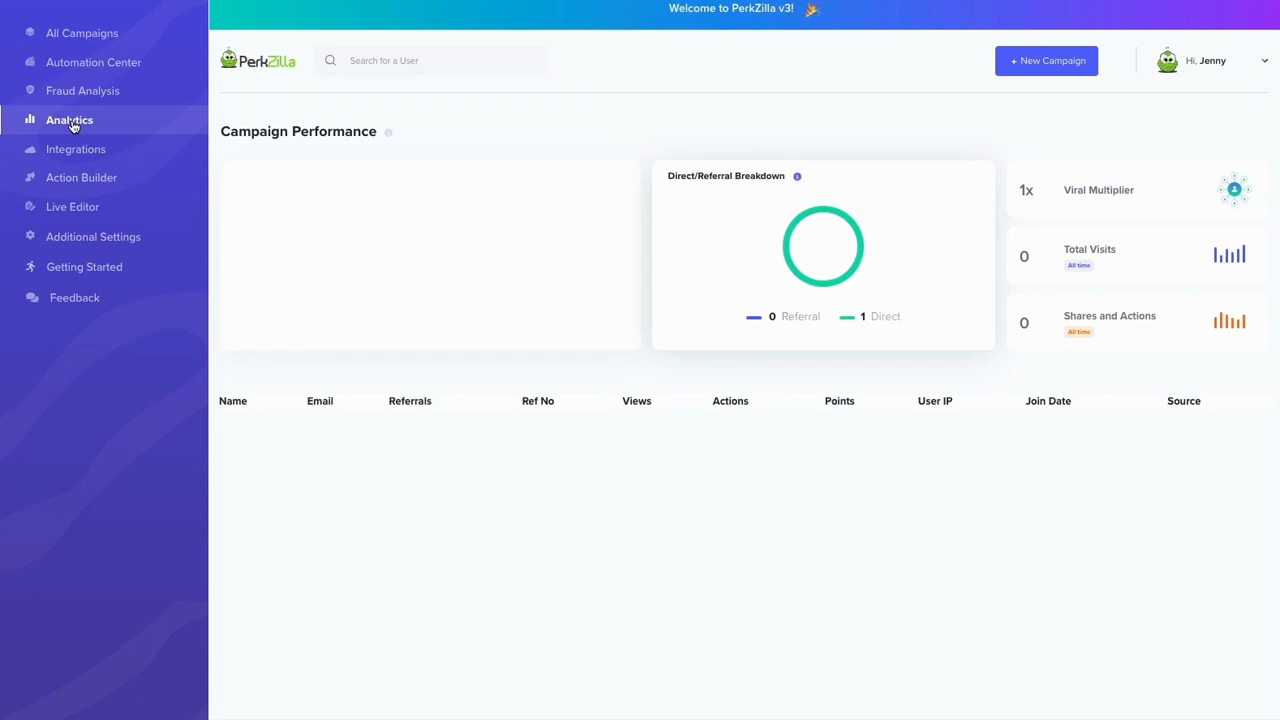 Welcome to PerkZilla v3!
All Campaigns
Automation Center
Fraud Analysis
Analytics
Integrations
Action Builder
Live Editor
Additional Settings
Getting Started
Feedback
PerkZilla
Search for a User
+ New Campaign
Hi, Jenny
Campaign Performance
Direct/Referral Breakdown
0 Referral 1 Direct
1x Viral Multiplier
0 Total Visits
All time
0 Shares and Actions
All time
Name Email Referrals Ref No Views Actions Points User IP Join Date Source